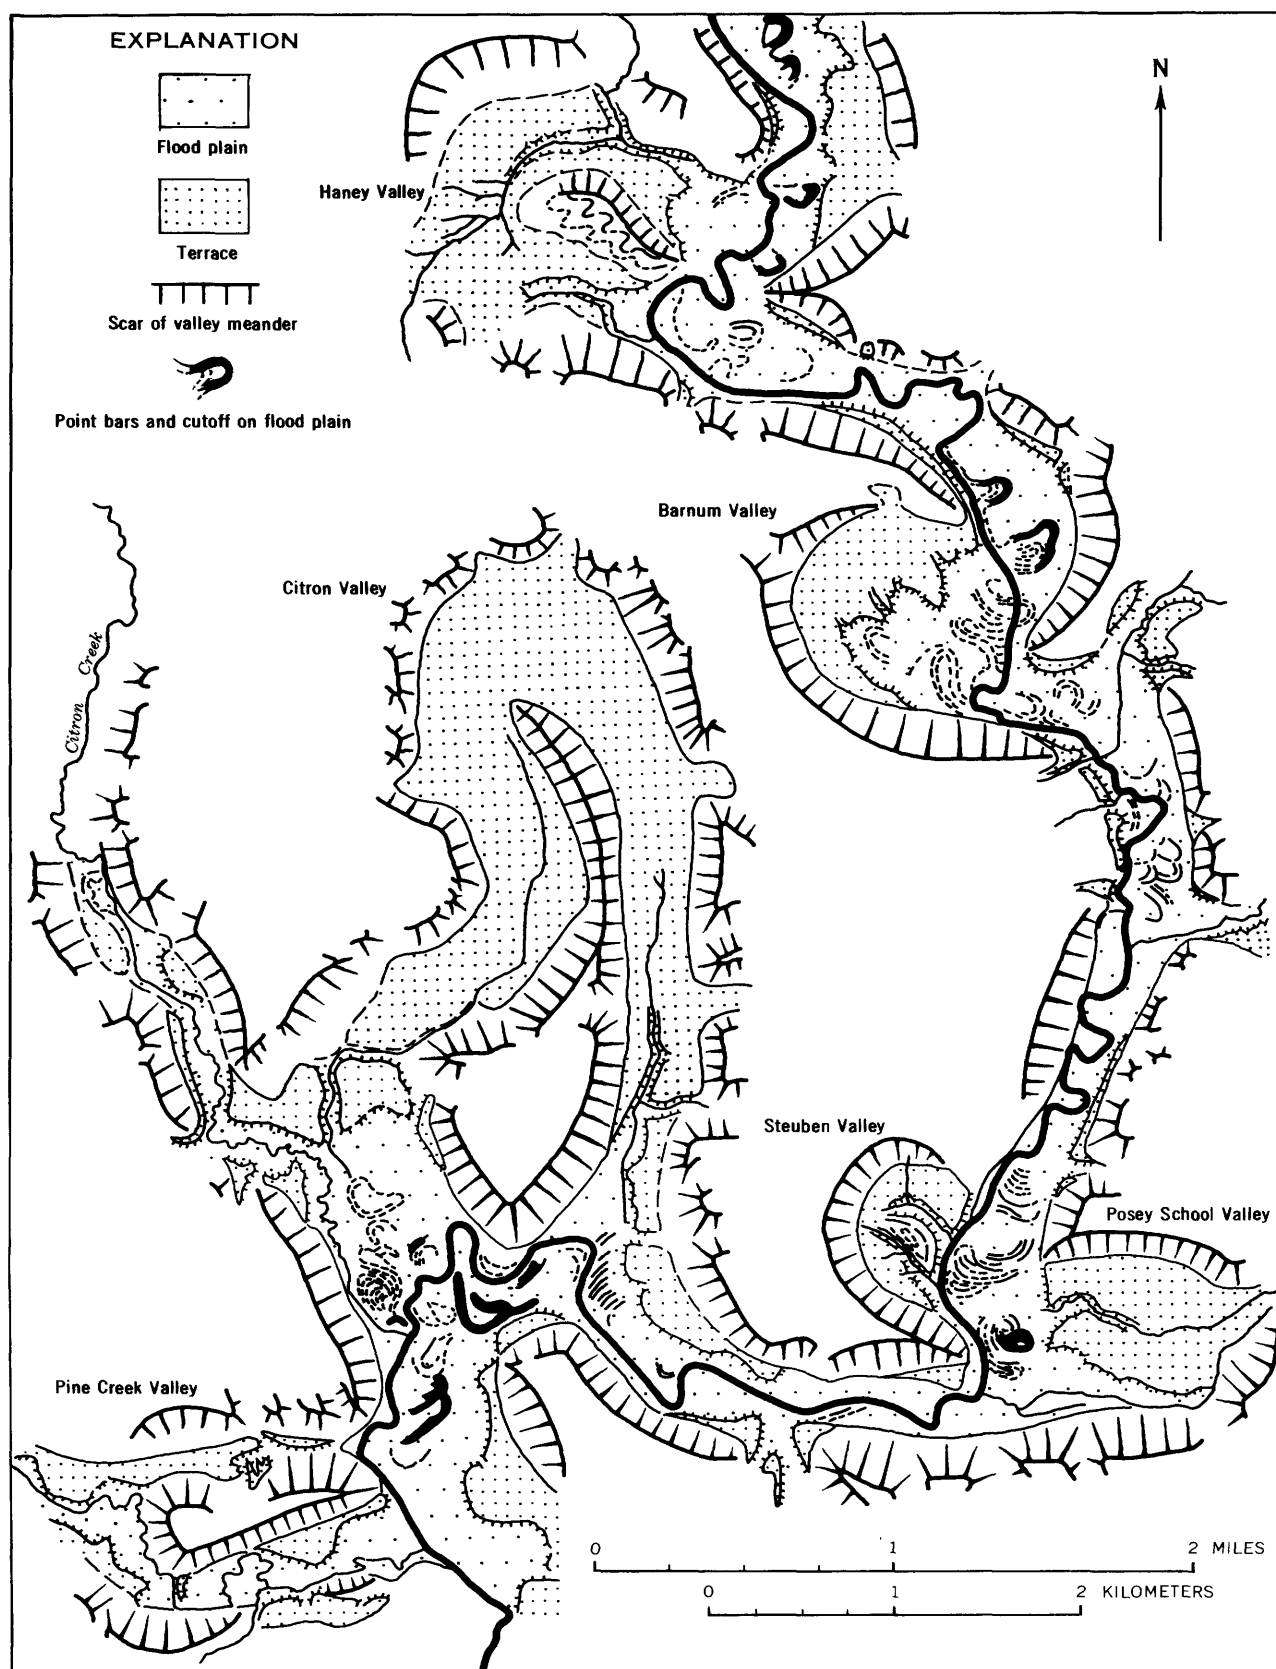 EXPLANATION
Flood plain
Terrace
Scar of valley meander
Point bars and cutoff on flood plain
N
Haney Valley
Barnum Valley
Citron Valley
Citron Creek
Steuben Valley
Posey School Valley
Pine Creek Valley
0 1 2 MILES
0 1 2 KILOMETERS